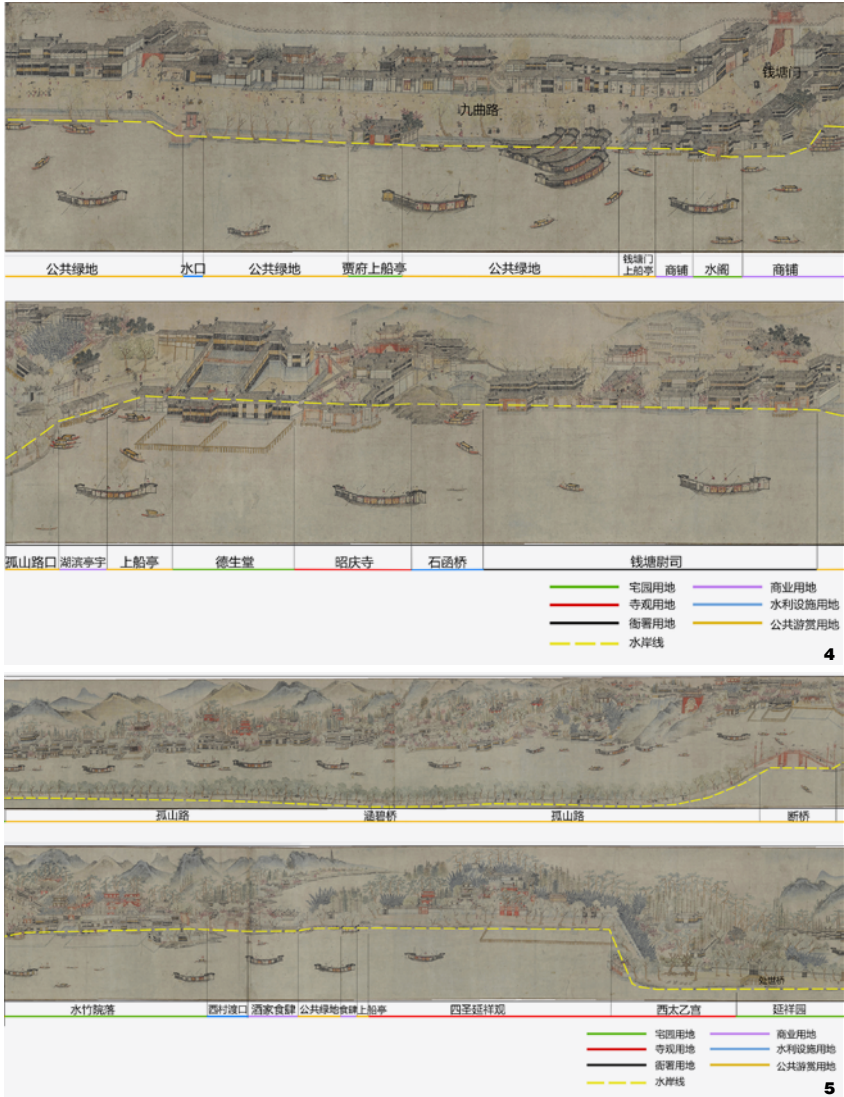 钱塘门
九曲路
公共绿地 水口 公共绿地 贾府上船亭 公共绿地 钱塘门上船亭 商铺 水阁 商铺
孤山路口 湖滨亭宇 上船亭 德生堂 昭庆寺 石函桥 钱塘尉司
宅园用地 商业用地
寺观用地 水利设施用地
衙署用地 公共游赏用地
水岸线
4
孤山路 涵碧桥 孤山路 断桥
处士桥
水竹院落 西村渡口 酒家食肆 公共绿地 食肆 上船亭 四圣延祥观 西太乙宫 延祥园
宅园用地 商业用地
寺观用地 水利设施用地
衙署用地 公共游赏用地
水岸线
5